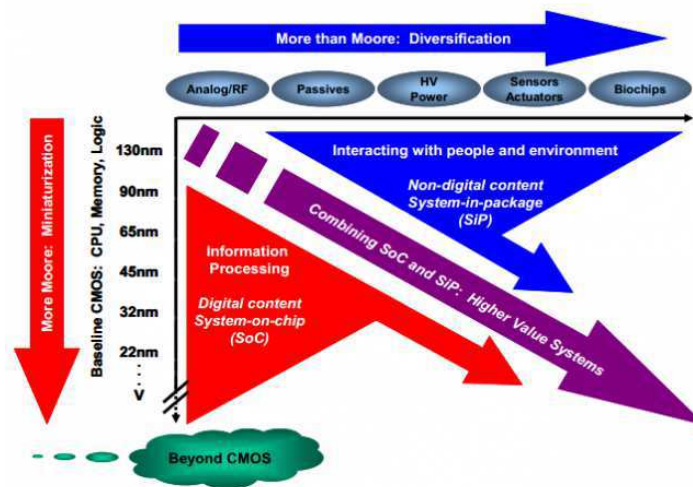 More than Moore: Diversification
Analog/RF
Passives
HV
Power
Sensors
Actuators
Biochips
More Moore: Miniaturization
Baseline CMOS: CPU, Memory, Logic
130nm
90nm
65nm
45nm
32nm
22nm
.
.
.
V
Interacting with people and environment
Non-digital content
System-in-package
(SiP)
Combining SoC and SiP: Higher Value Systems
Information
Processing
Digital content
System-on-chip
(SoC)
Beyond CMOS